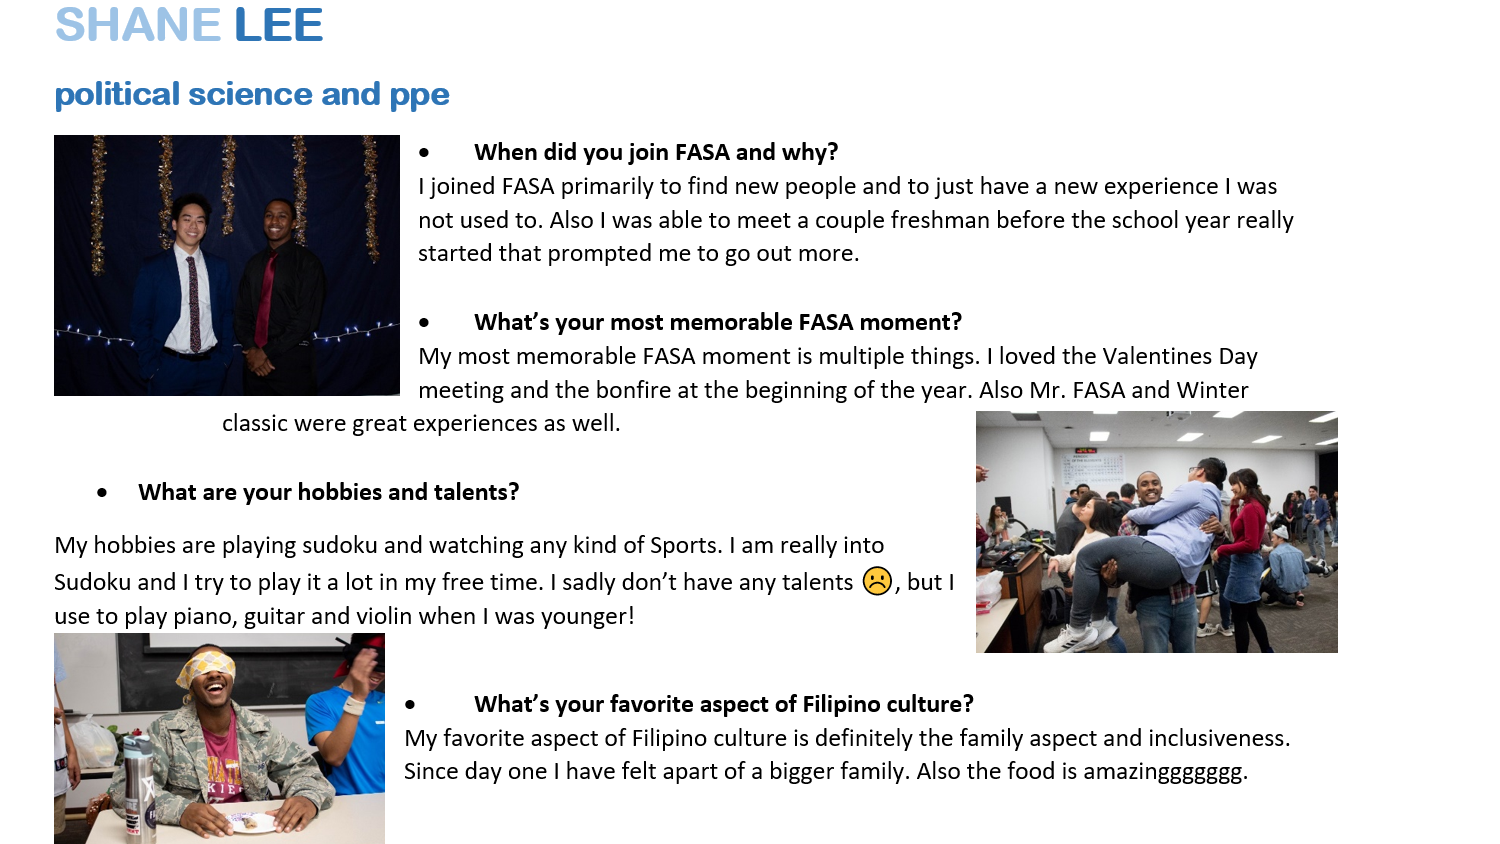 SHANE LEE
political science and ppe
• When did you join FASA and why?
I joined FASA primarily to find new people and to just have a new experience I was
not used to. Also I was able to meet a couple freshman before the school year really
started that prompted me to go out more.
• What’s your most memorable FASA moment?
My most memorable FASA moment is multiple things. I loved the Valentines Day
meeting and the bonfire at the beginning of the year. Also Mr. FASA and Winter
classic were great experiences as well.
• What are your hobbies and talents?
My hobbies are playing sudoku and watching any kind of Sports. I am really into
Sudoku and I try to play it a lot in my free time. I sadly don’t have any talents ☹, but I
use to play piano, guitar and violin when I was younger!
• What’s your favorite aspect of Filipino culture?
My favorite aspect of Filipino culture is definitely the family aspect and inclusiveness.
Since day one I have felt apart of a bigger family. Also the food is amazinggggggg.